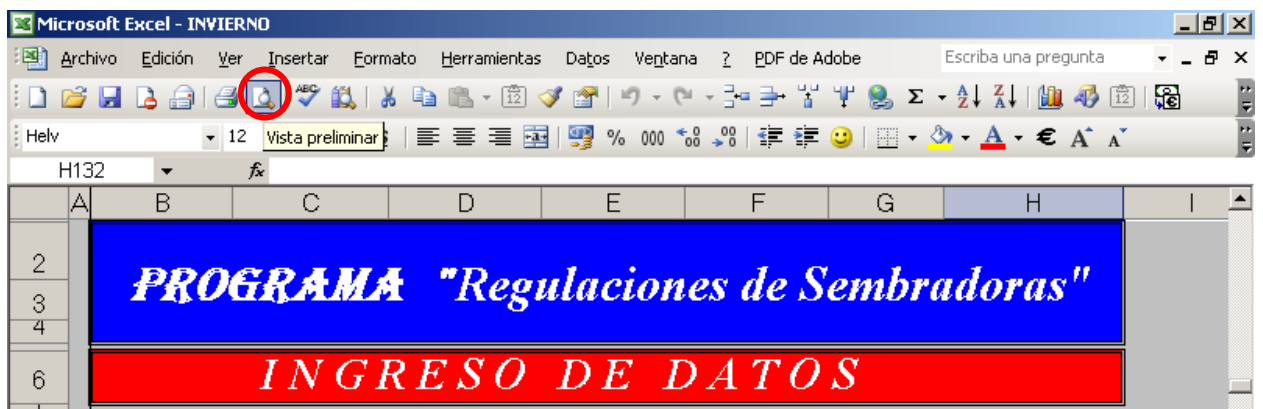 Microsoft Excel - INVIERNO
Archivo Edición Ver Insertar Formato Herramientas Datos Ventana ? PDF de Adobe Escriba una pregunta
Helv 12 Vista preliminar % 000 € A A
H132 fx
A B C D E F G H I
2 PROGRAMA "Regulaciones de Sembradoras"
3
4
6 INGRESO DE DATOS